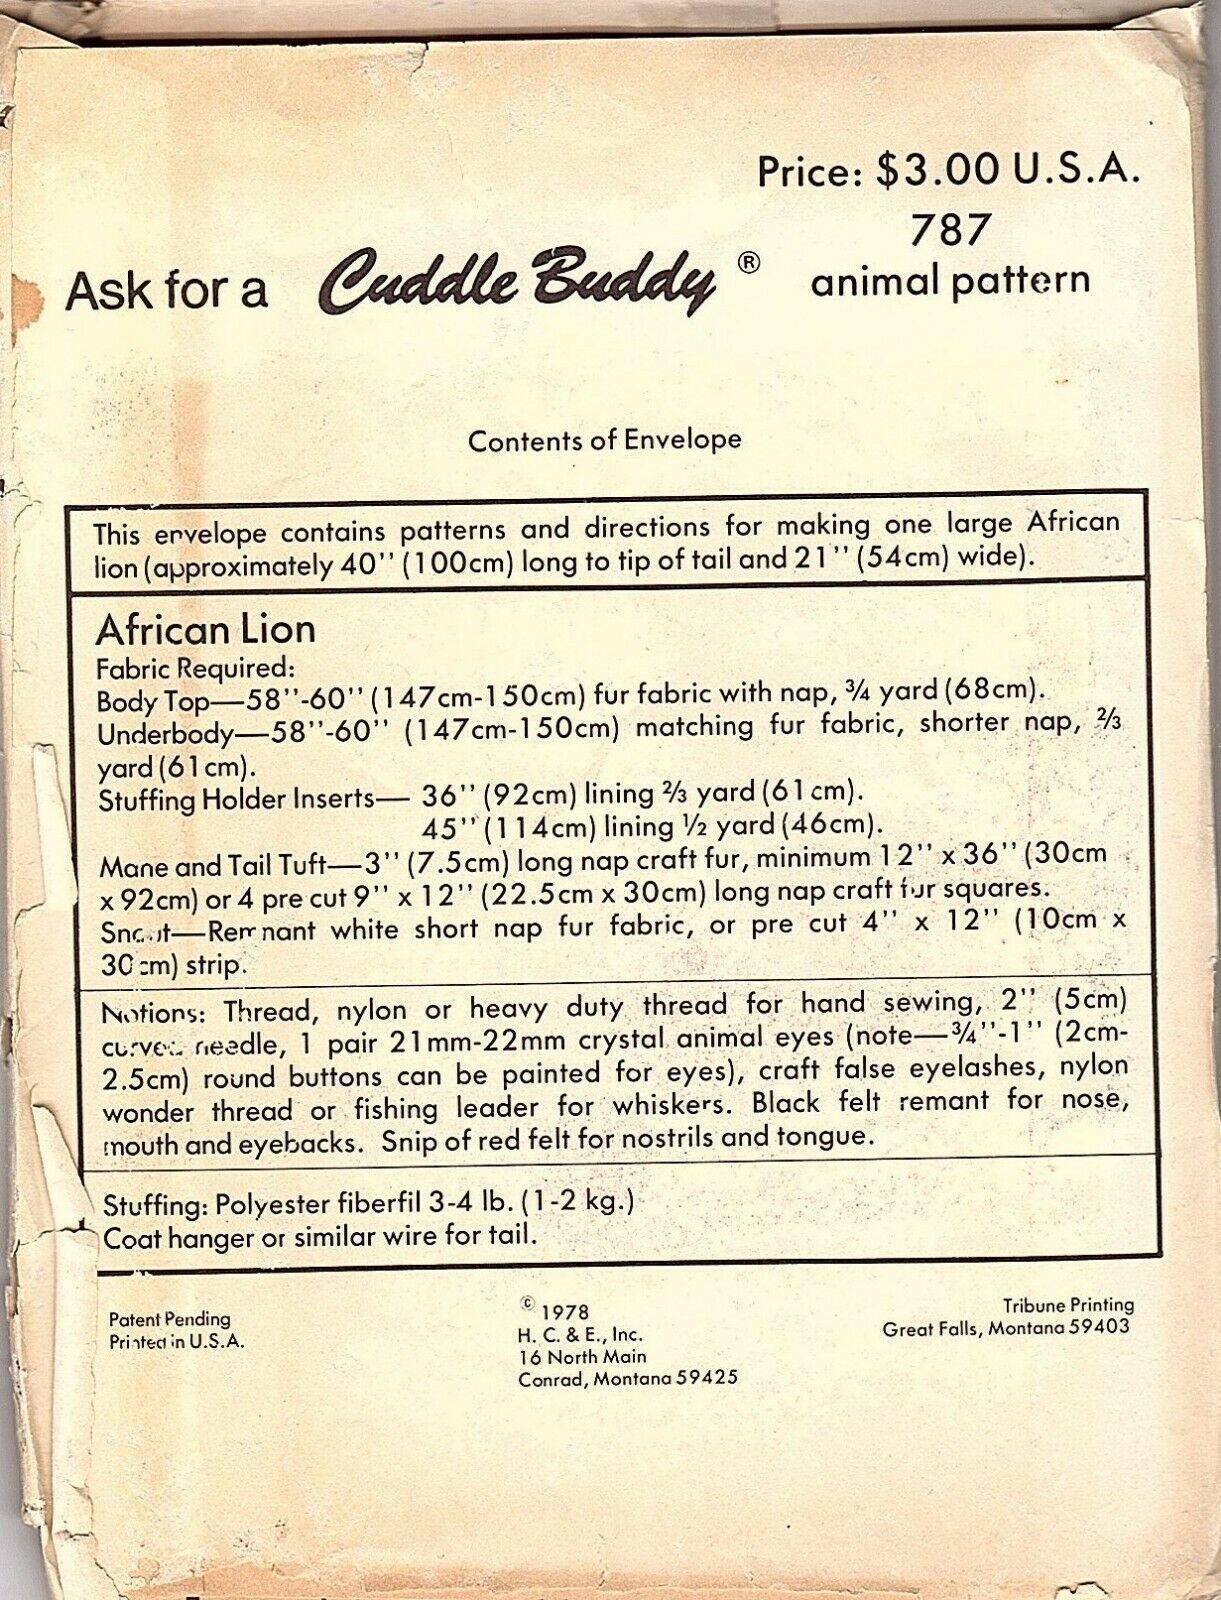 Price: $3.00 U.S.A.
787
Ask for a Cuddle Buddy ® animal pattern
Contents of Envelope
This envelope contains patterns and directions for making one large African
lion (approximately 40'' (100cm) long to tip of tail and 21'' (54cm) wide).
African Lion
Fabric Required:
Body Top—58''-60'' (147cm-150cm) fur fabric with nap, ¾ yard (68cm).
Underbody—58''-60'' (147cm-150cm) matching fur fabric, shorter nap, ⅔
yard (61cm).
Stuffing Holder Inserts— 36'' (92cm) lining ⅔ yard (61cm).
45'' (114cm) lining ½ yard (46cm).
Mane and Tail Tuft—3'' (7.5cm) long nap craft fur, minimum 12'' x 36'' (30cm
x 92cm) or 4 pre cut 9'' x 12'' (22.5cm x 30cm) long nap craft fur squares.
Snout—Remnant white short nap fur fabric, or pre cut 4'' x 12'' (10cm x
30cm) strip.
Notions: Thread, nylon or heavy duty thread for hand sewing, 2'' (5cm)
curved needle, 1 pair 21mm-22mm crystal animal eyes (note—¾''-1'' (2cm-
2.5cm) round buttons can be painted for eyes), craft false eyelashes, nylon
wonder thread or fishing leader for whiskers. Black felt remant for nose,
mouth and eyebacks. Snip of red felt for nostrils and tongue.
Stuffing: Polyester fiberfil 3-4 lb. (1-2 kg.)
Coat hanger or similar wire for tail.
Patent Pending
Printed in U.S.A.
© 1978
H. C. & E., Inc.
16 North Main
Conrad, Montana 59425
Tribune Printing
Great Falls, Montana 59403